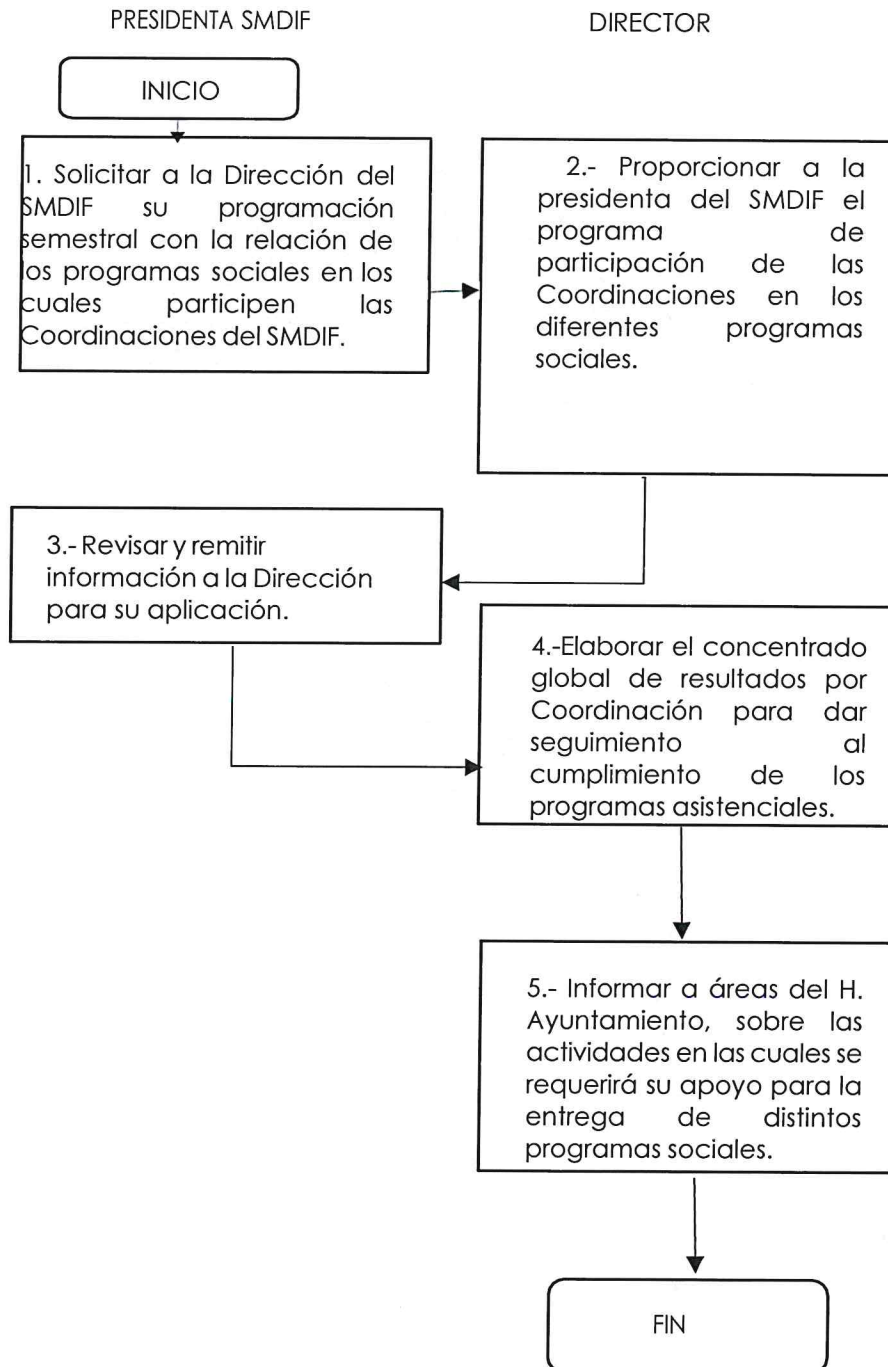 PRESIDENTA SMDIF
DIRECTOR
INICIO
1. Solicitar a la Dirección del
SMDIF su programación
semestral con la relación de
los programas sociales en los
cuales participen las
Coordinaciones del SMDIF.
2.- Proporcionar a la
presidenta del SMDIF el
programa de
participación de las
Coordinaciones en los
diferentes programas
sociales.
3.- Revisar y remitir
información a la Dirección
para su aplicación.
4.-Elaborar el concentrado
global de resultados por
Coordinación para dar
seguimiento al
cumplimiento de los
programas asistenciales.
5.- Informar a áreas del H.
Ayuntamiento, sobre las
actividades en las cuales se
requerirá su apoyo para la
entrega de distintos
programas sociales.
FIN